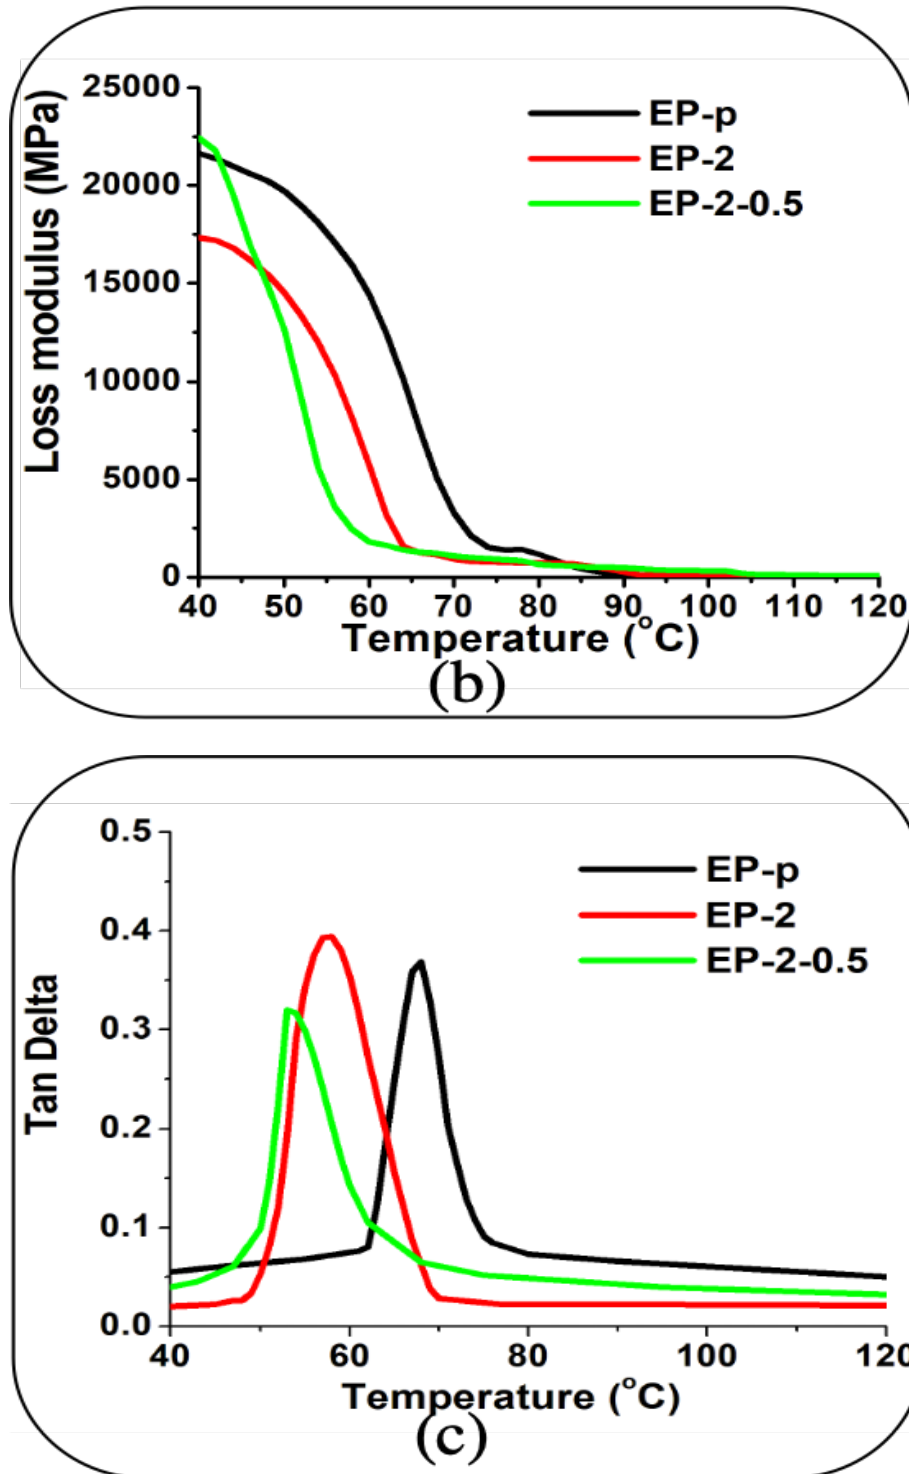 25000
20000
15000
10000
5000
0
Loss modulus (MPa)
EP-p
EP-2
EP-2-0.5
40 50 60 70 80 90 100 110 120
Temperature (°C)
(b)
0.5
0.4
0.3
0.2
0.1
0.0
Tan Delta
EP-p
EP-2
EP-2-0.5
40 60 80 100 120
Temperature (°C)
(c)